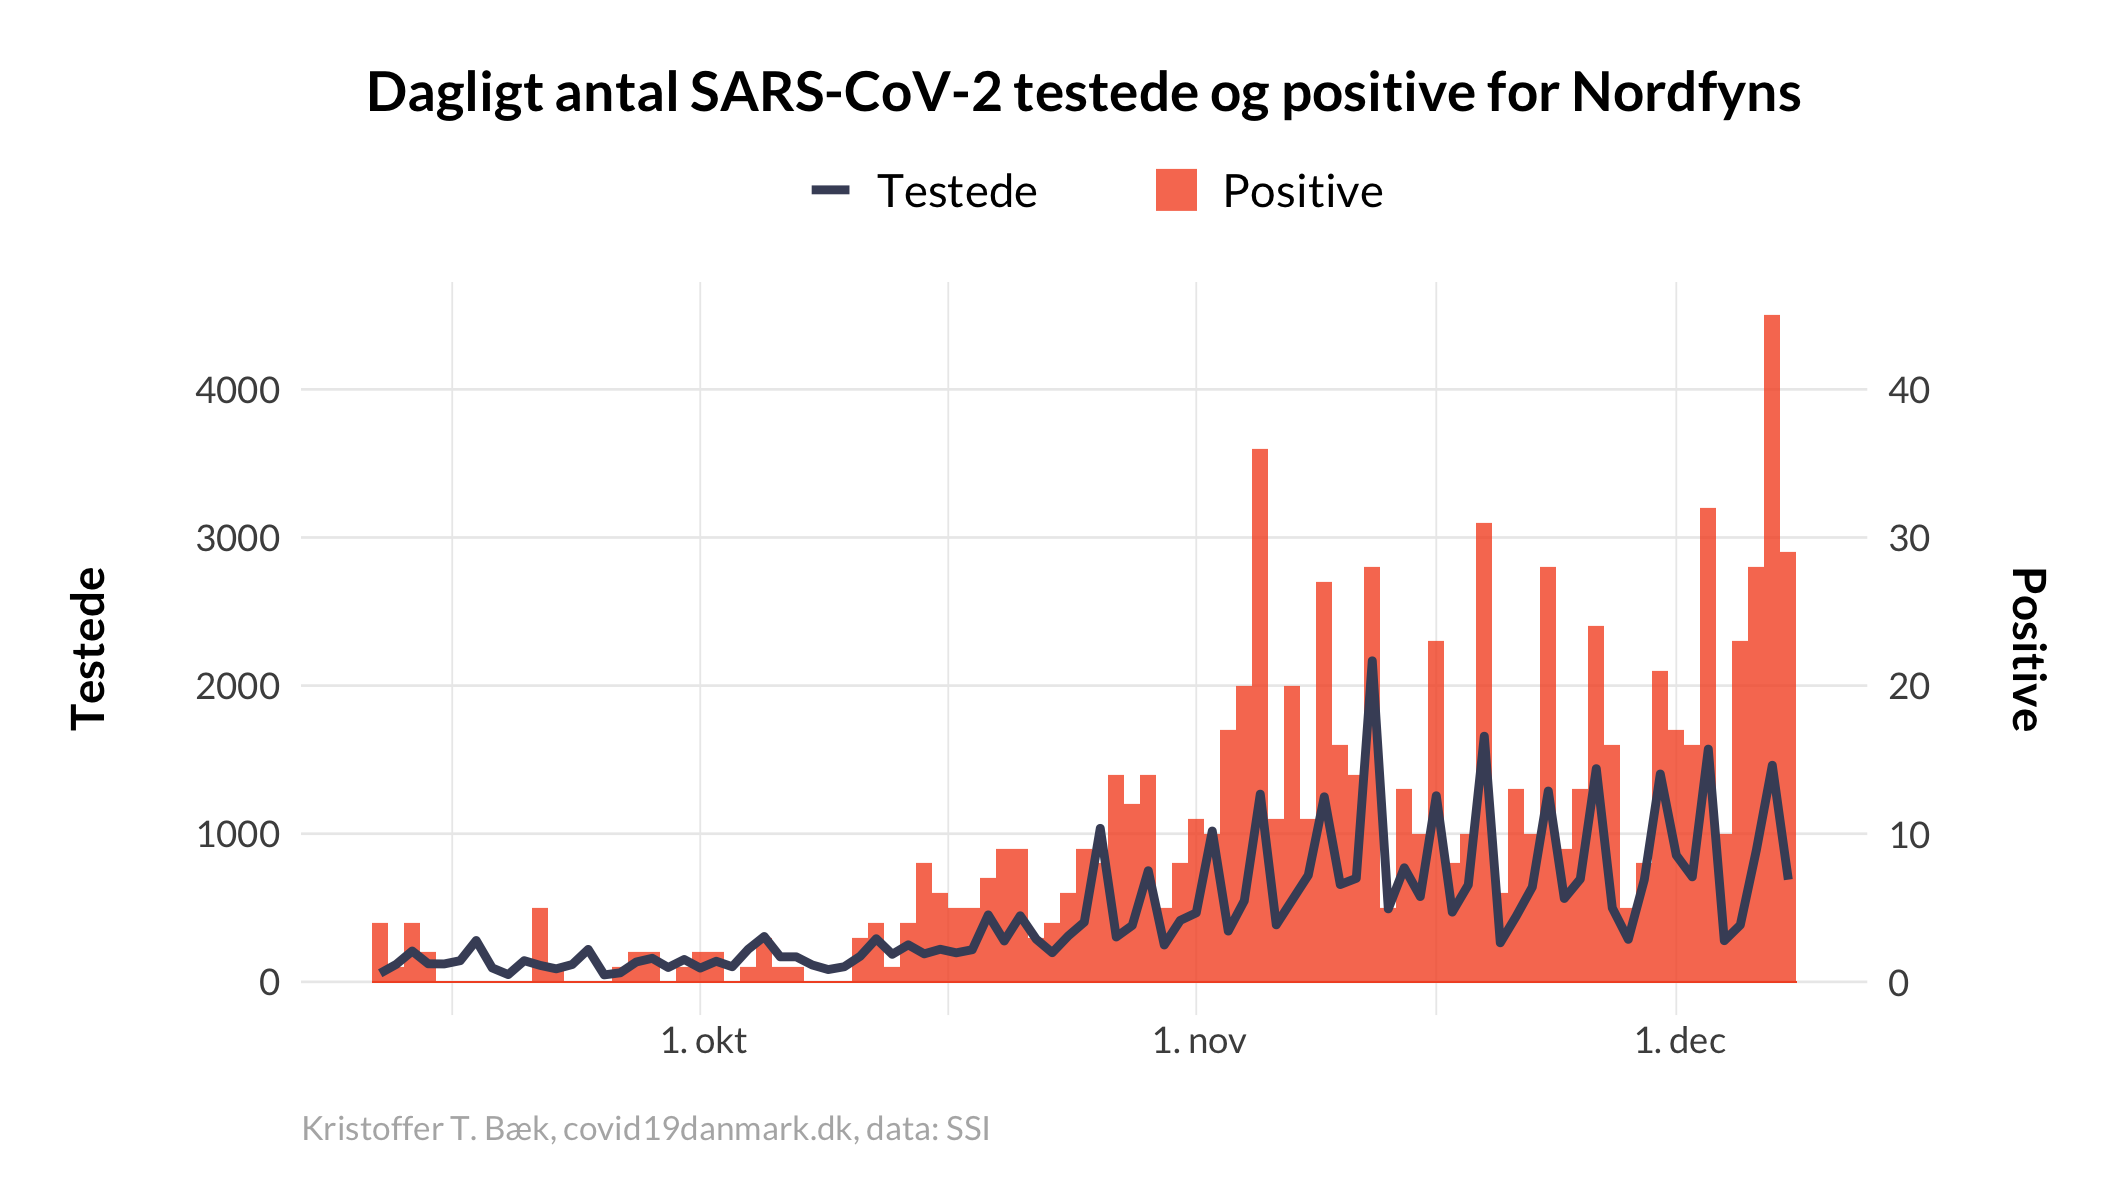 Dagligt antal SARS-CoV-2 testede og positive for Nordfyns
Testede Positive
Testede
4000
3000
2000
1000
0
40
30
20
10
0
Positive
1. okt 1. nov 1. dec
Kristoffer T. Bæk, covid19danmark.dk, data: SSI